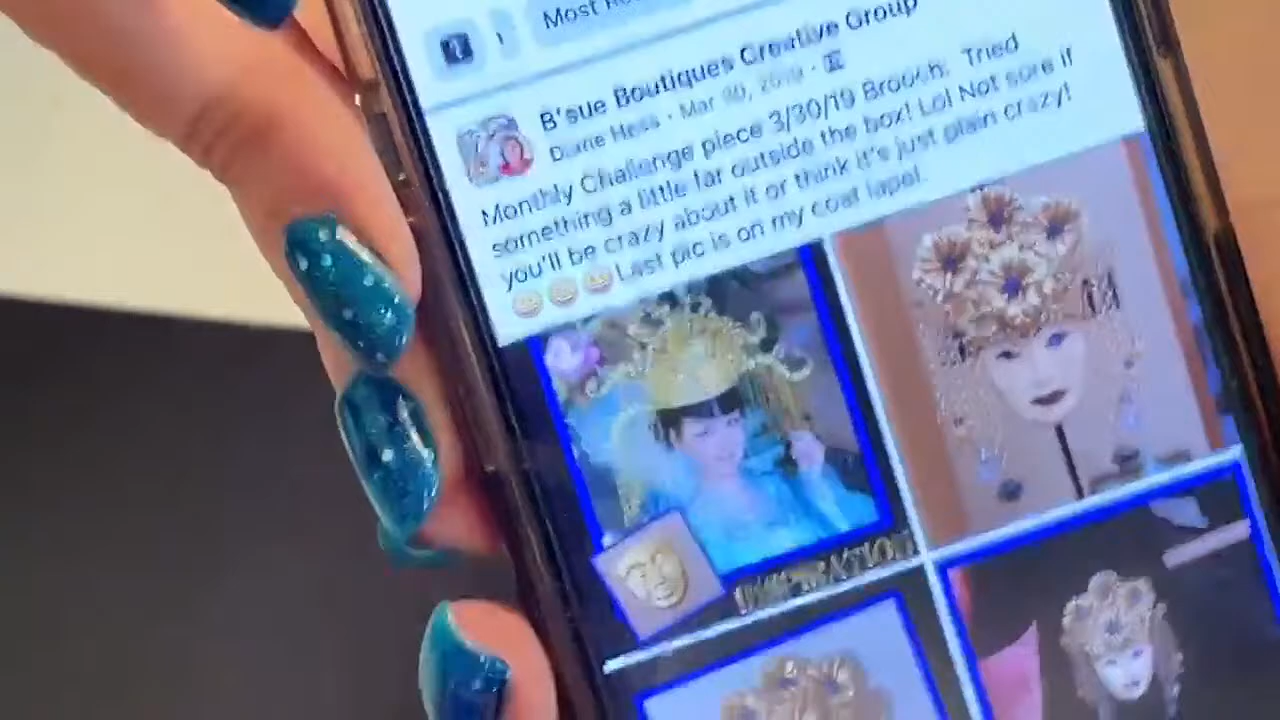 Most
B'sue Boutiques Creative Group
Diane Hess · Mar 30, 2019 ·
Monthly Challenge piece 3/30/19 Brooch: Tried
something a little far outside the box! Lol Not sure if
you'll be crazy about it or think it's just plain crazy!
😁😁😁Last pic is on my coat lapel.
INSPIRATION